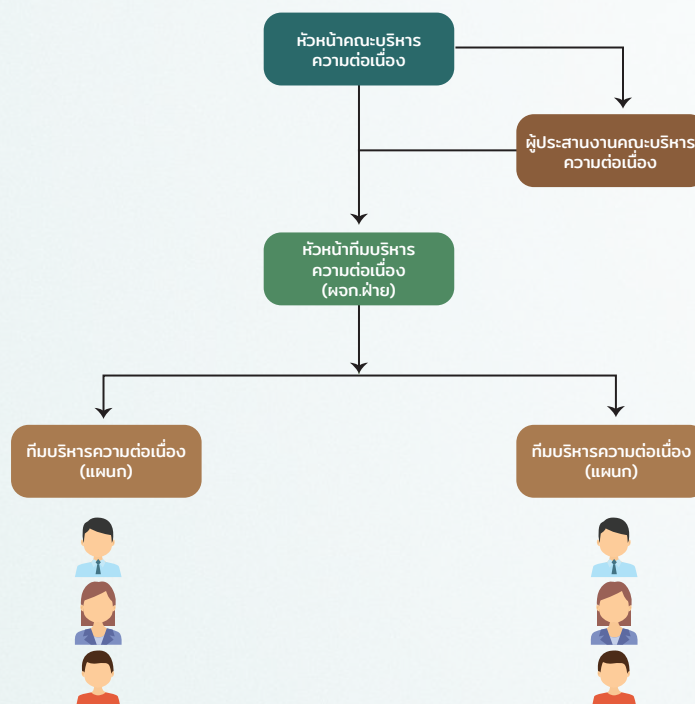 หัวหน้าคณะบริหาร
ความต่อเนื่อง
ผู้ประสานงานคณะบริหาร
ความต่อเนื่อง
หัวหน้าทีมบริหาร
ความต่อเนื่อง
(ผจก.ฝ่าย)
ทีมบริหารความต่อเนื่อง
(แผนก)
ทีมบริหารความต่อเนื่อง
(แผนก)